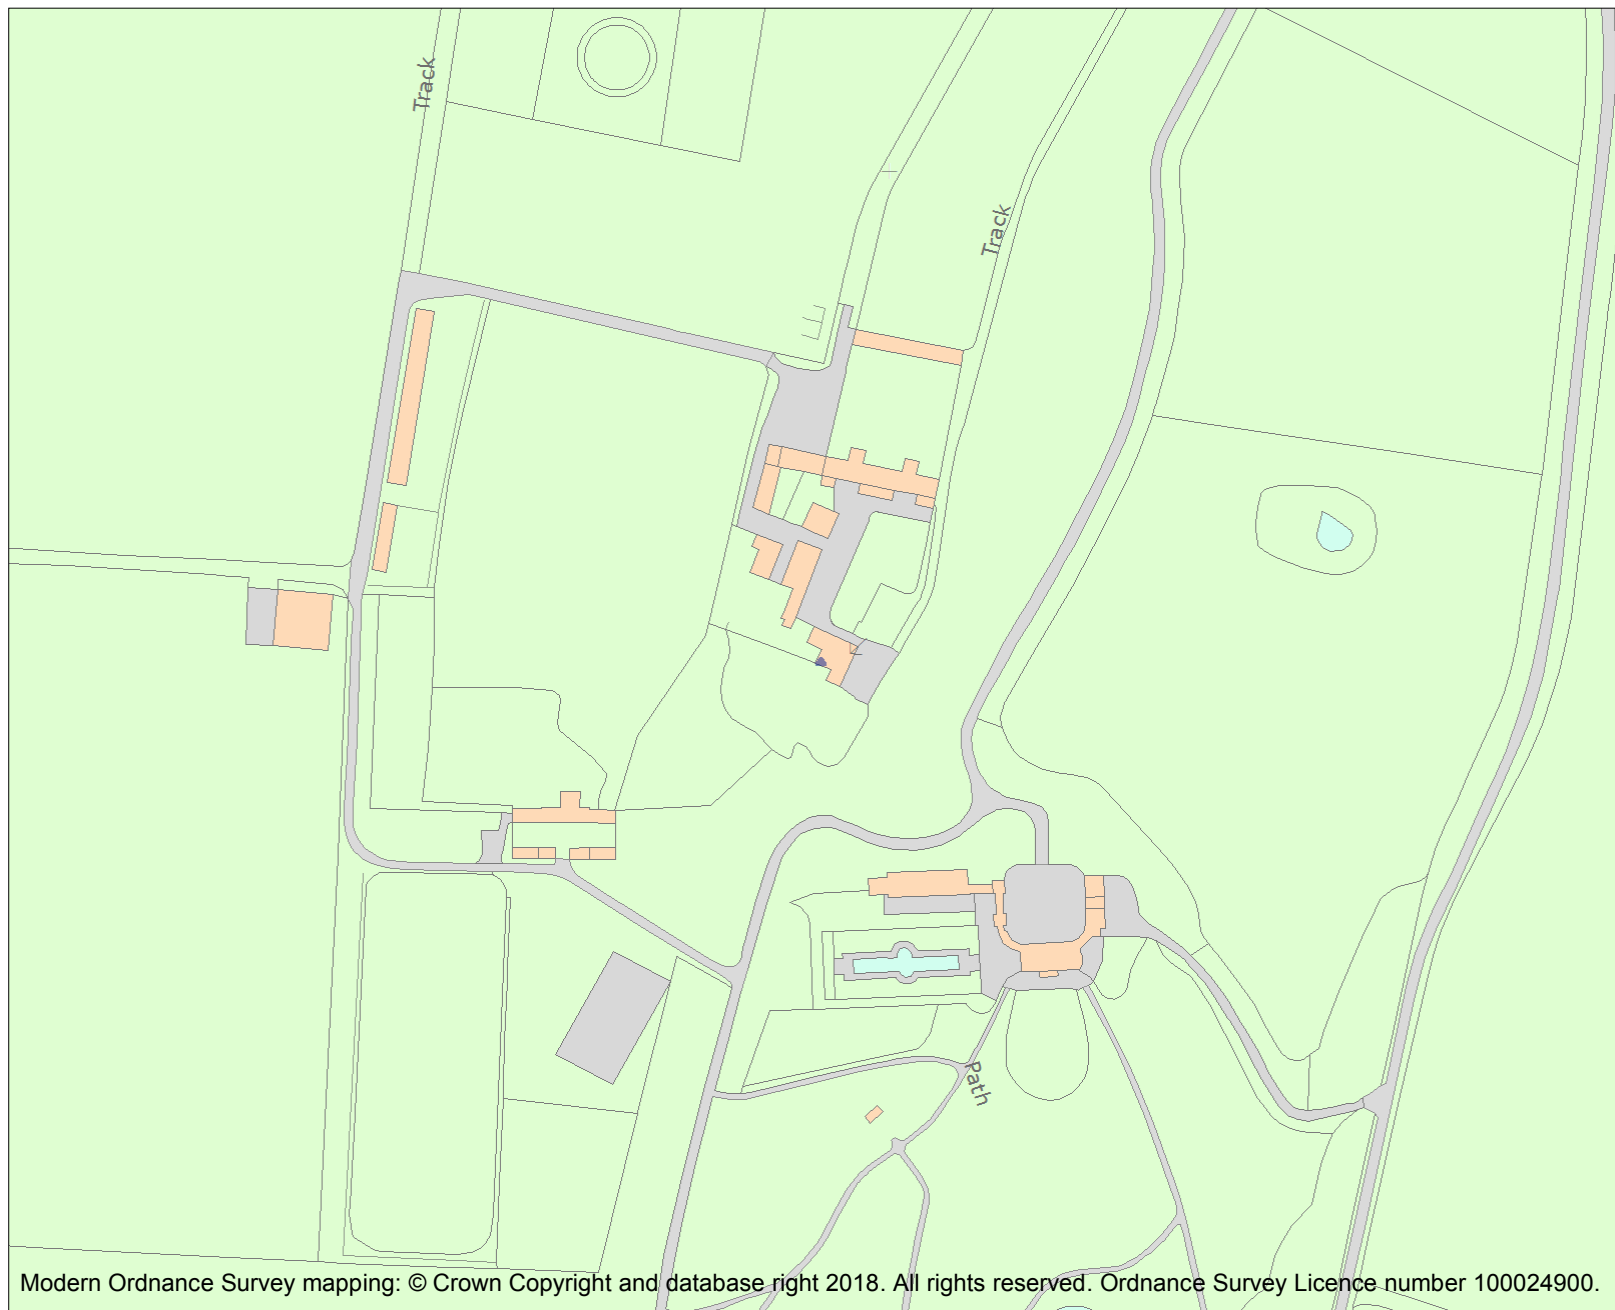 Track
Track
Path
Modern Ordnance Survey mapping: © Crown Copyright and database right 2018. All rights reserved. Ordnance Survey Licence number 100024900.